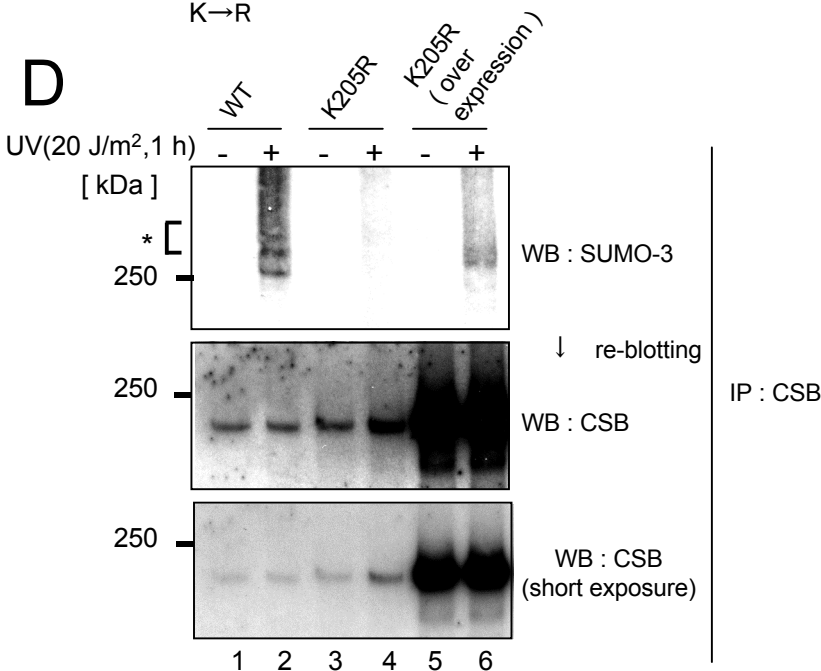 K→R
D
WT
K205R
K205R
( over
expression )
UV(20 J/m²,1 h)
- + - + - +
[ kDa ]
*
250
WB : SUMO-3
↓ re-blotting
250
WB : CSB
IP : CSB
250
WB : CSB
(short exposure)
1 2 3 4 5 6